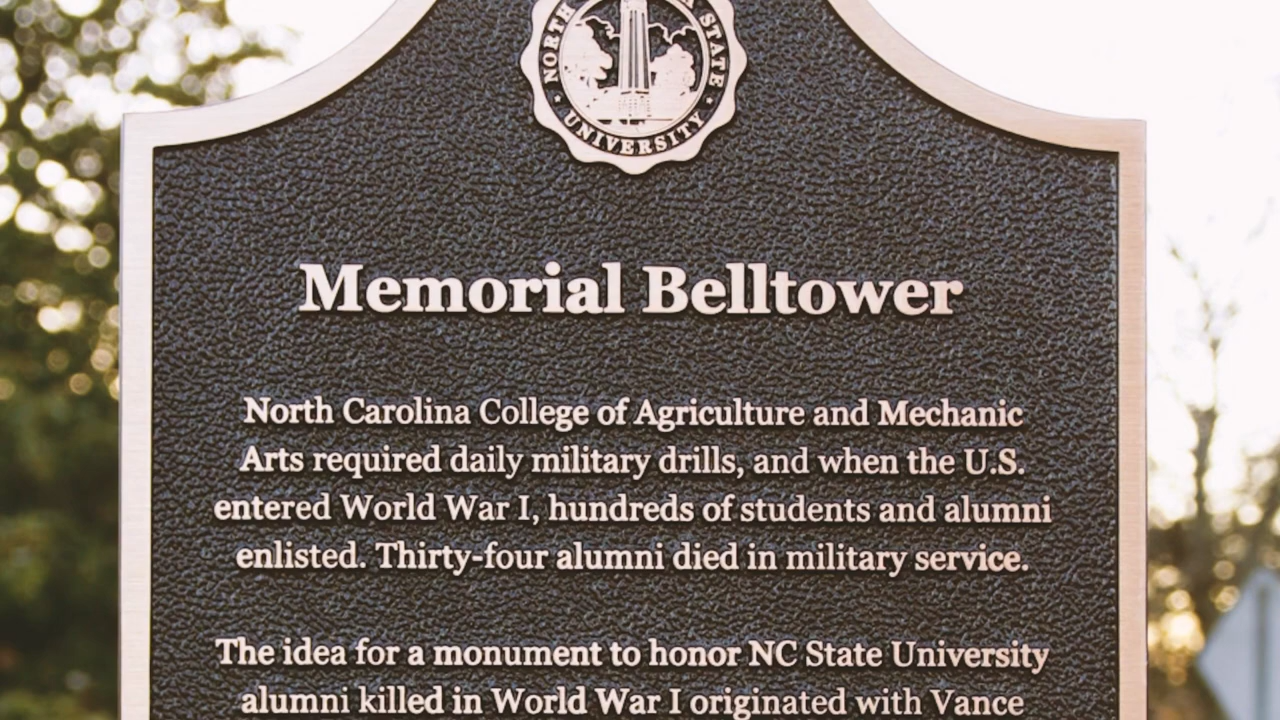 NORTH STATE
UNIVERSITY
Memorial Belltower
North Carolina College of Agriculture and Mechanic
Arts required daily military drills, and when the U.S.
entered World War I, hundreds of students and alumni
enlisted. Thirty-four alumni died in military service.
The idea for a monument to honor NC State University
alumni killed in World War I originated with Vance